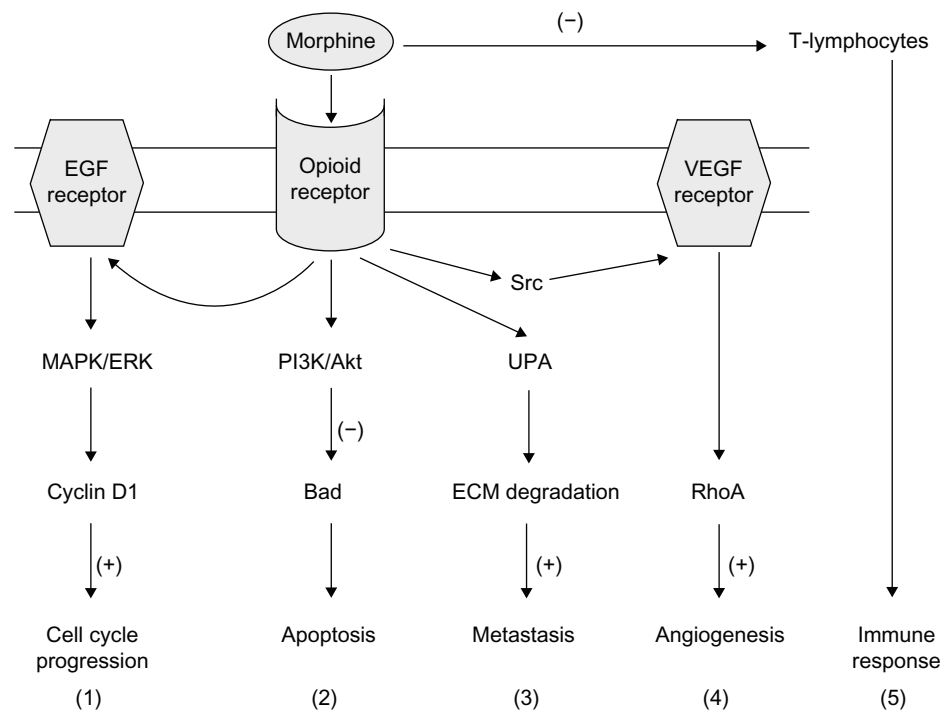 (−)
Morphine
T-lymphocytes
EGF
receptor
Opioid
receptor
VEGF
receptor
Src
MAPK/ERK
PI3K/Akt
UPA
(−)
Cyclin D1
Bad
ECM degradation
RhoA
(+)
(+)
(+)
Cell cycle
progression
Apoptosis
Metastasis
Angiogenesis
Immune
response
(1)
(2)
(3)
(4)
(5)